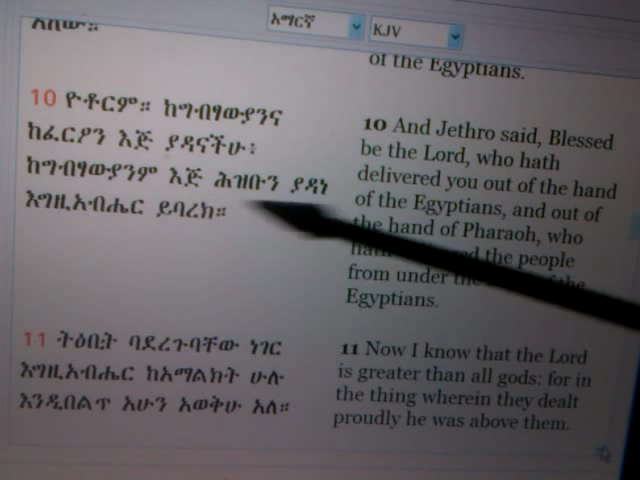 አማርኛ
KJV
አለው።
of the Egyptians.
10 ዮቶርም። ከግብፃውያንና
ከፈርዖን እጅ ያዳናችሁ፥
ከግብፃውያንም እጅ ሕዝቡን ያዳነ
እግዚአብሔር ይባረክ።
10 And Jethro said, Blessed
be the Lord, who hath
delivered you out of the hand
of the Egyptians, and out of
the hand of Pharaoh, who
hath the people
from under the of the
Egyptians.
11 ትዕቢት ባደረጉባቸው ነገር
እግዚአብሔር ከአማልክት ሁሉ
እንዲበልጥ አሁን አወቅሁ አለ።
11 Now I know that the Lord
is greater than all gods: for in
the thing wherein they dealt
proudly he was above them.